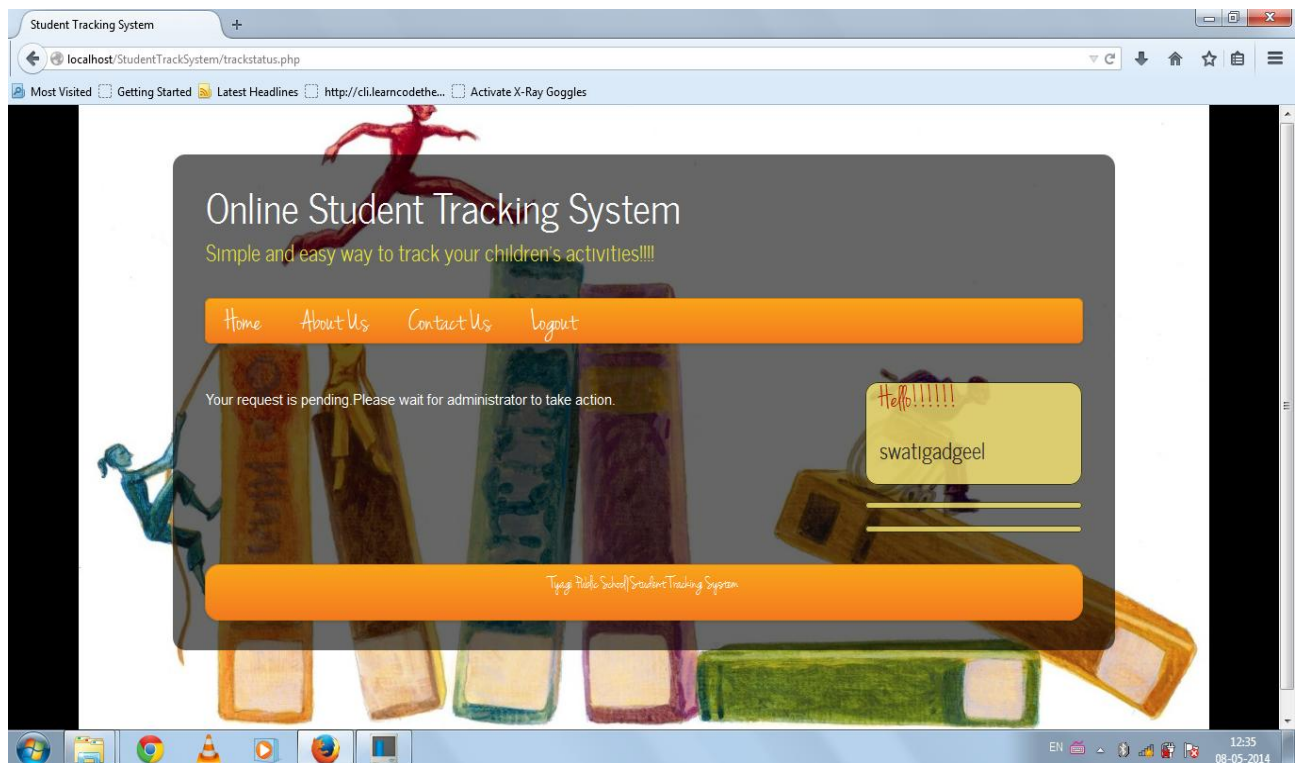 Student Tracking System
localhost/StudentTrackSystem/trackstatus.php
Most Visited Getting Started Latest Headlines http://cli.learncodethe... Activate X-Ray Goggles
Online Student Tracking System
Simple and easy way to track your children's activities!!!!
Home About Us Contact Us Logout
Your request is pending.Please wait for administrator to take action.
Hello!!!!!!
swatigadgeel
Tyagi Public School|Student Tracking System
EN
12:35
08-05-2014